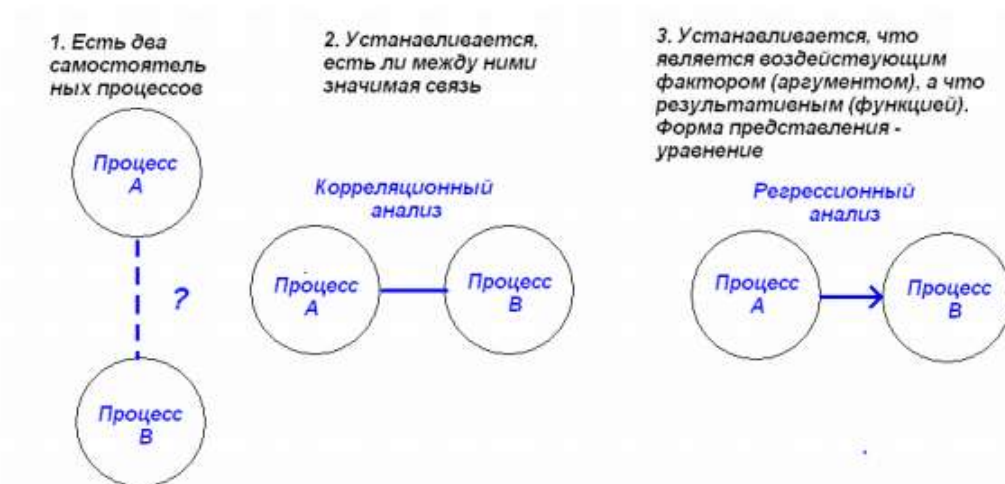 1. Есть два
самостоятель
ных процессов
Процесс
А
?
Процесс
В
2. Устанавливается,
есть ли между ними
значимая связь
Корреляционный
анализ
Процесс
А
Процесс
В
3. Устанавливается, что
является воздействующим
фактором (аргументом), а что
результативным (функцией).
Форма представления -
уравнение
Регрессионный
анализ
Процесс
А
Процесс
В